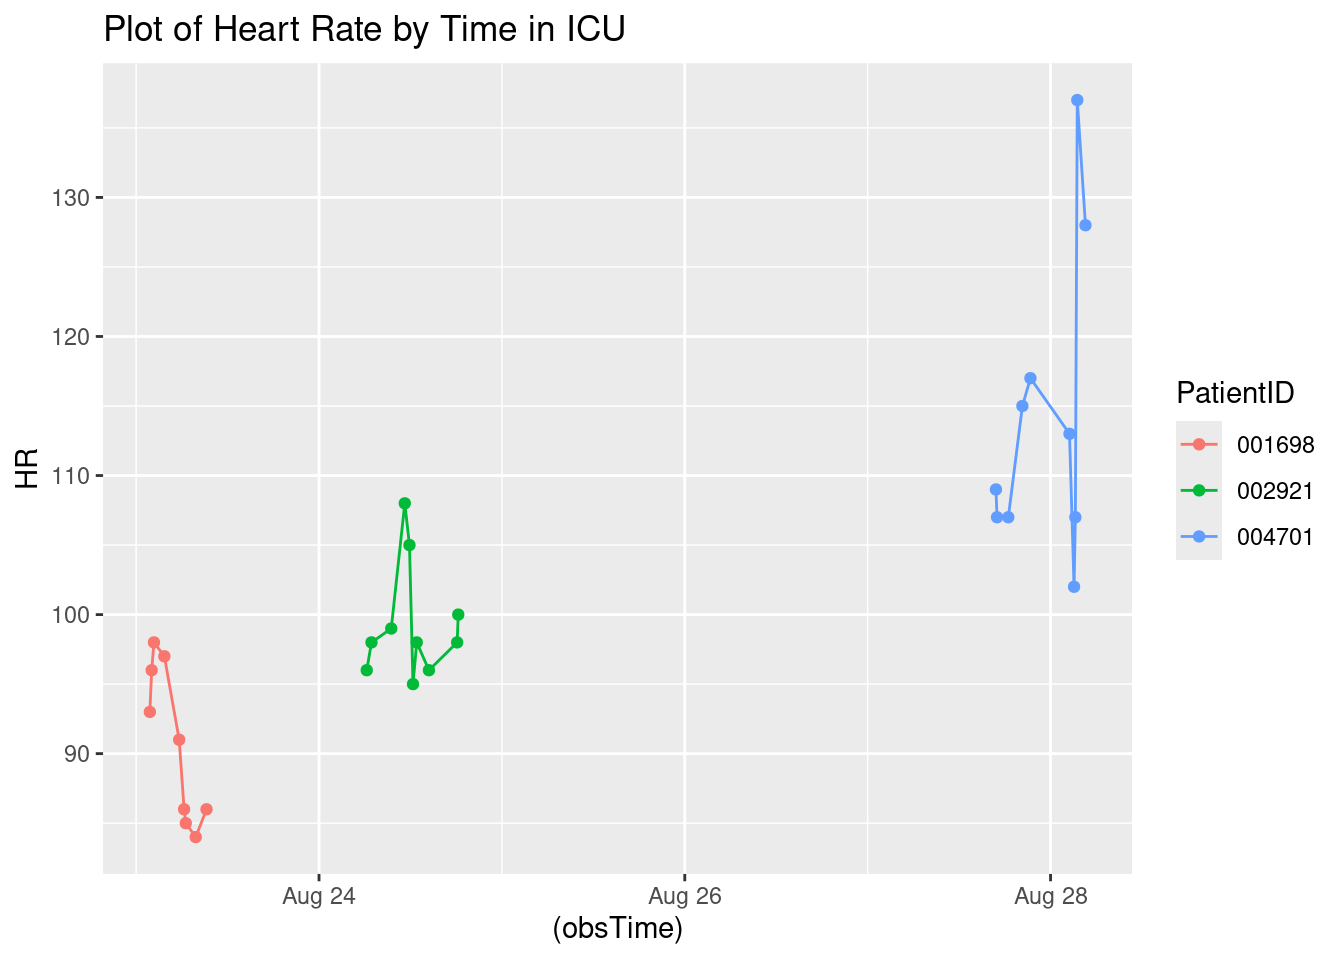 Plot of Heart Rate by Time in ICU
130
120
110
100
90
HR
Aug 24
Aug 26
Aug 28
(obsTime)
PatientID
001698
002921
004701